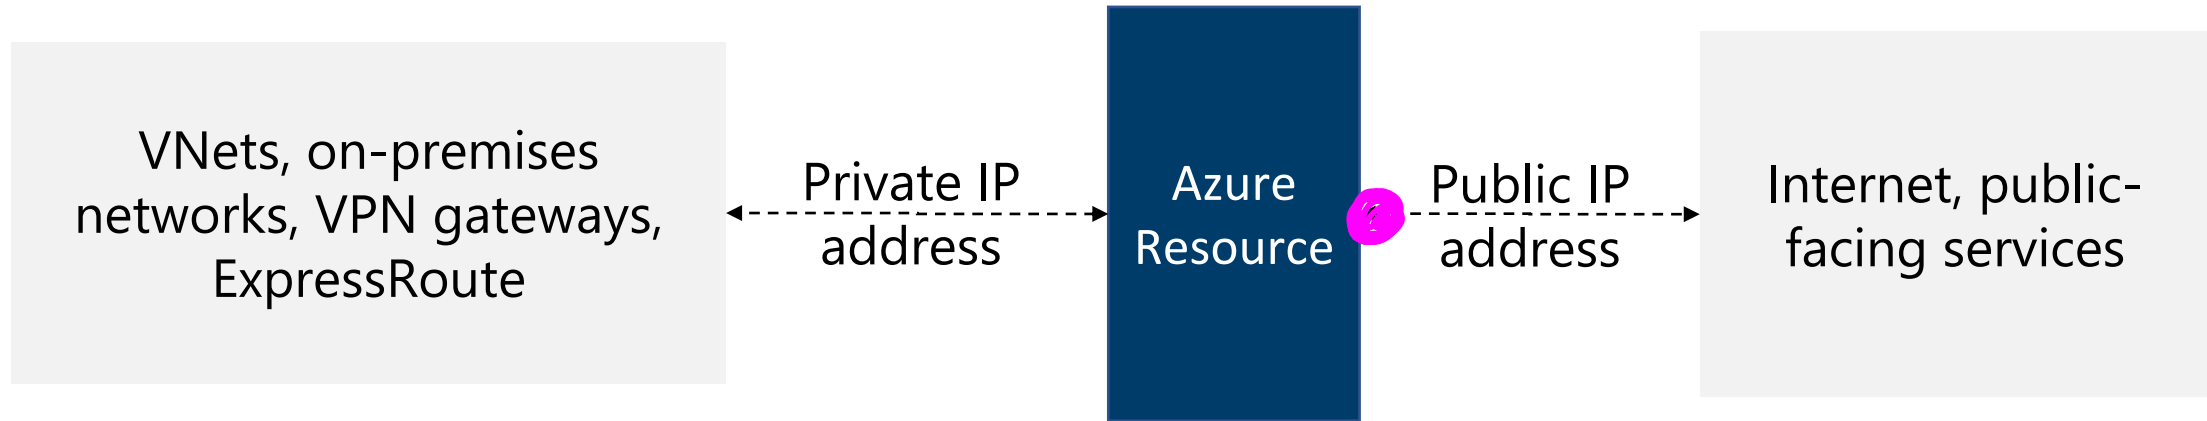 VNets, on-premises
networks, VPN gateways,
ExpressRoute
Private IP
address
Azure
Resource
Public IP
address
Internet, public-
facing services